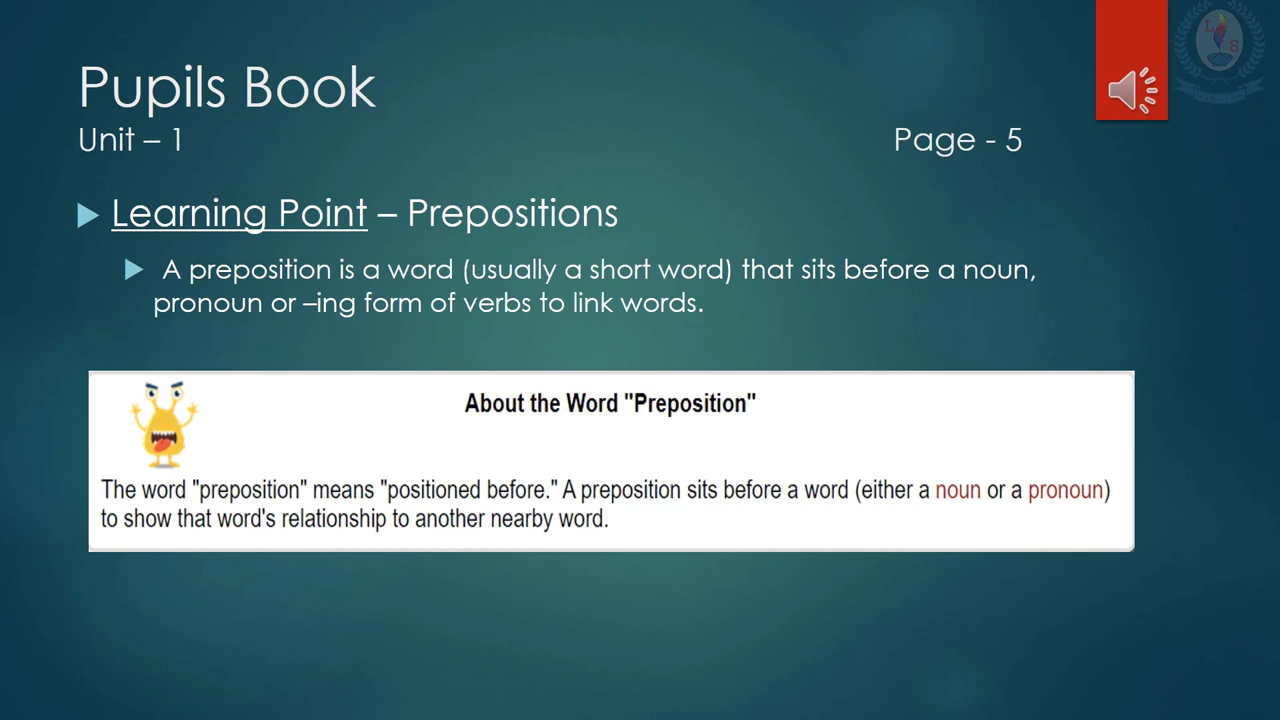 Pupils Book
Unit – 1
Page - 5
Learning Point – Prepositions
A preposition is a word (usually a short word) that sits before a noun,
pronoun or –ing form of verbs to link words.
About the Word "Preposition"
The word "preposition" means "positioned before." A preposition sits before a word (either a noun or a pronoun)
to show that word's relationship to another nearby word.
L
S